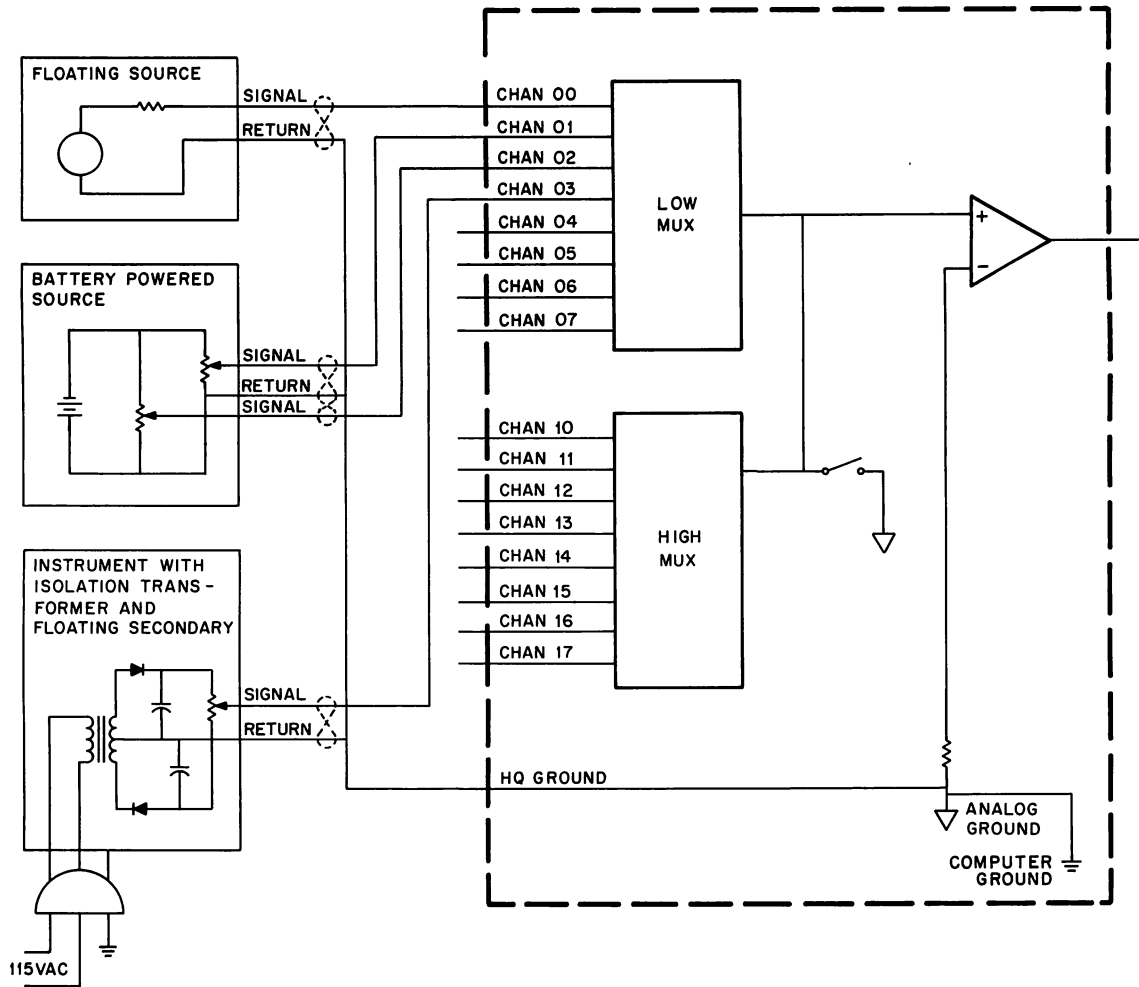 FLOATING SOURCE
SIGNAL
RETURN
BATTERY POWERED
SOURCE
SIGNAL
RETURN
SIGNAL
INSTRUMENT WITH
ISOLATION TRANS-
FORMER AND
FLOATING SECONDARY
SIGNAL
RETURN
115VAC
CHAN 00
CHAN 01
CHAN 02
CHAN 03
CHAN 04
CHAN 05
CHAN 06
CHAN 07
LOW
MUX
CHAN 10
CHAN 11
CHAN 12
CHAN 13
CHAN 14
CHAN 15
CHAN 16
CHAN 17
HIGH
MUX
+
−
HQ GROUND
ANALOG
GROUND
COMPUTER
GROUND